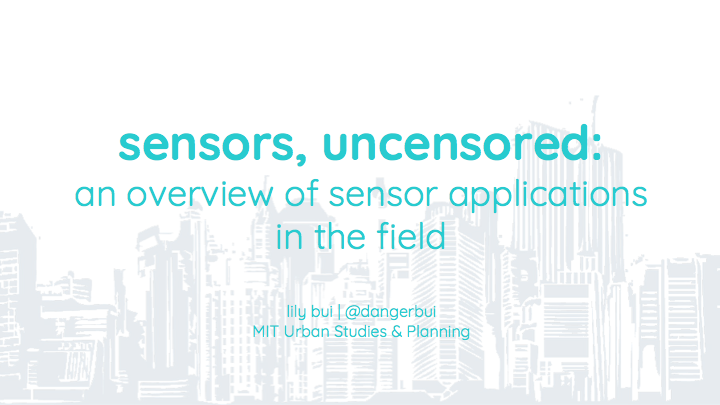 sensors, uncensored:
an overview of sensor applications
in the field
lily bui | @dangerbui
MIT Urban Studies & Planning